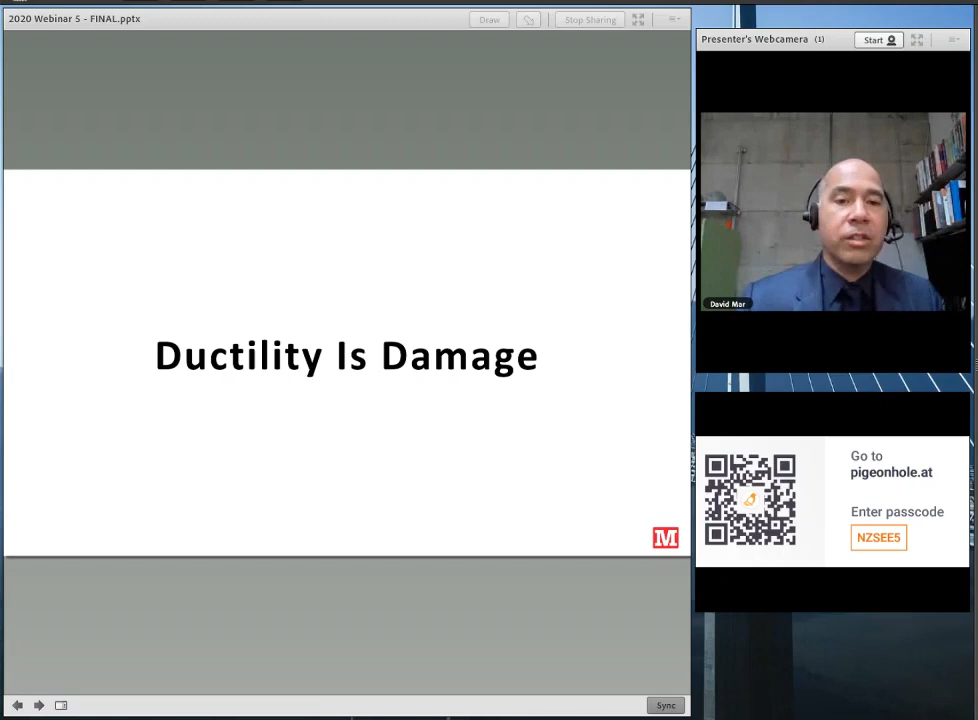 2020 Webinar 5 - FINAL.pptx
Draw
Stop Sharing
Ductility Is Damage
M
Sync
Presenter's Webcamera (1)
Start
David Mar
Go to
pigeonhole.at
Enter passcode
NZSEE5